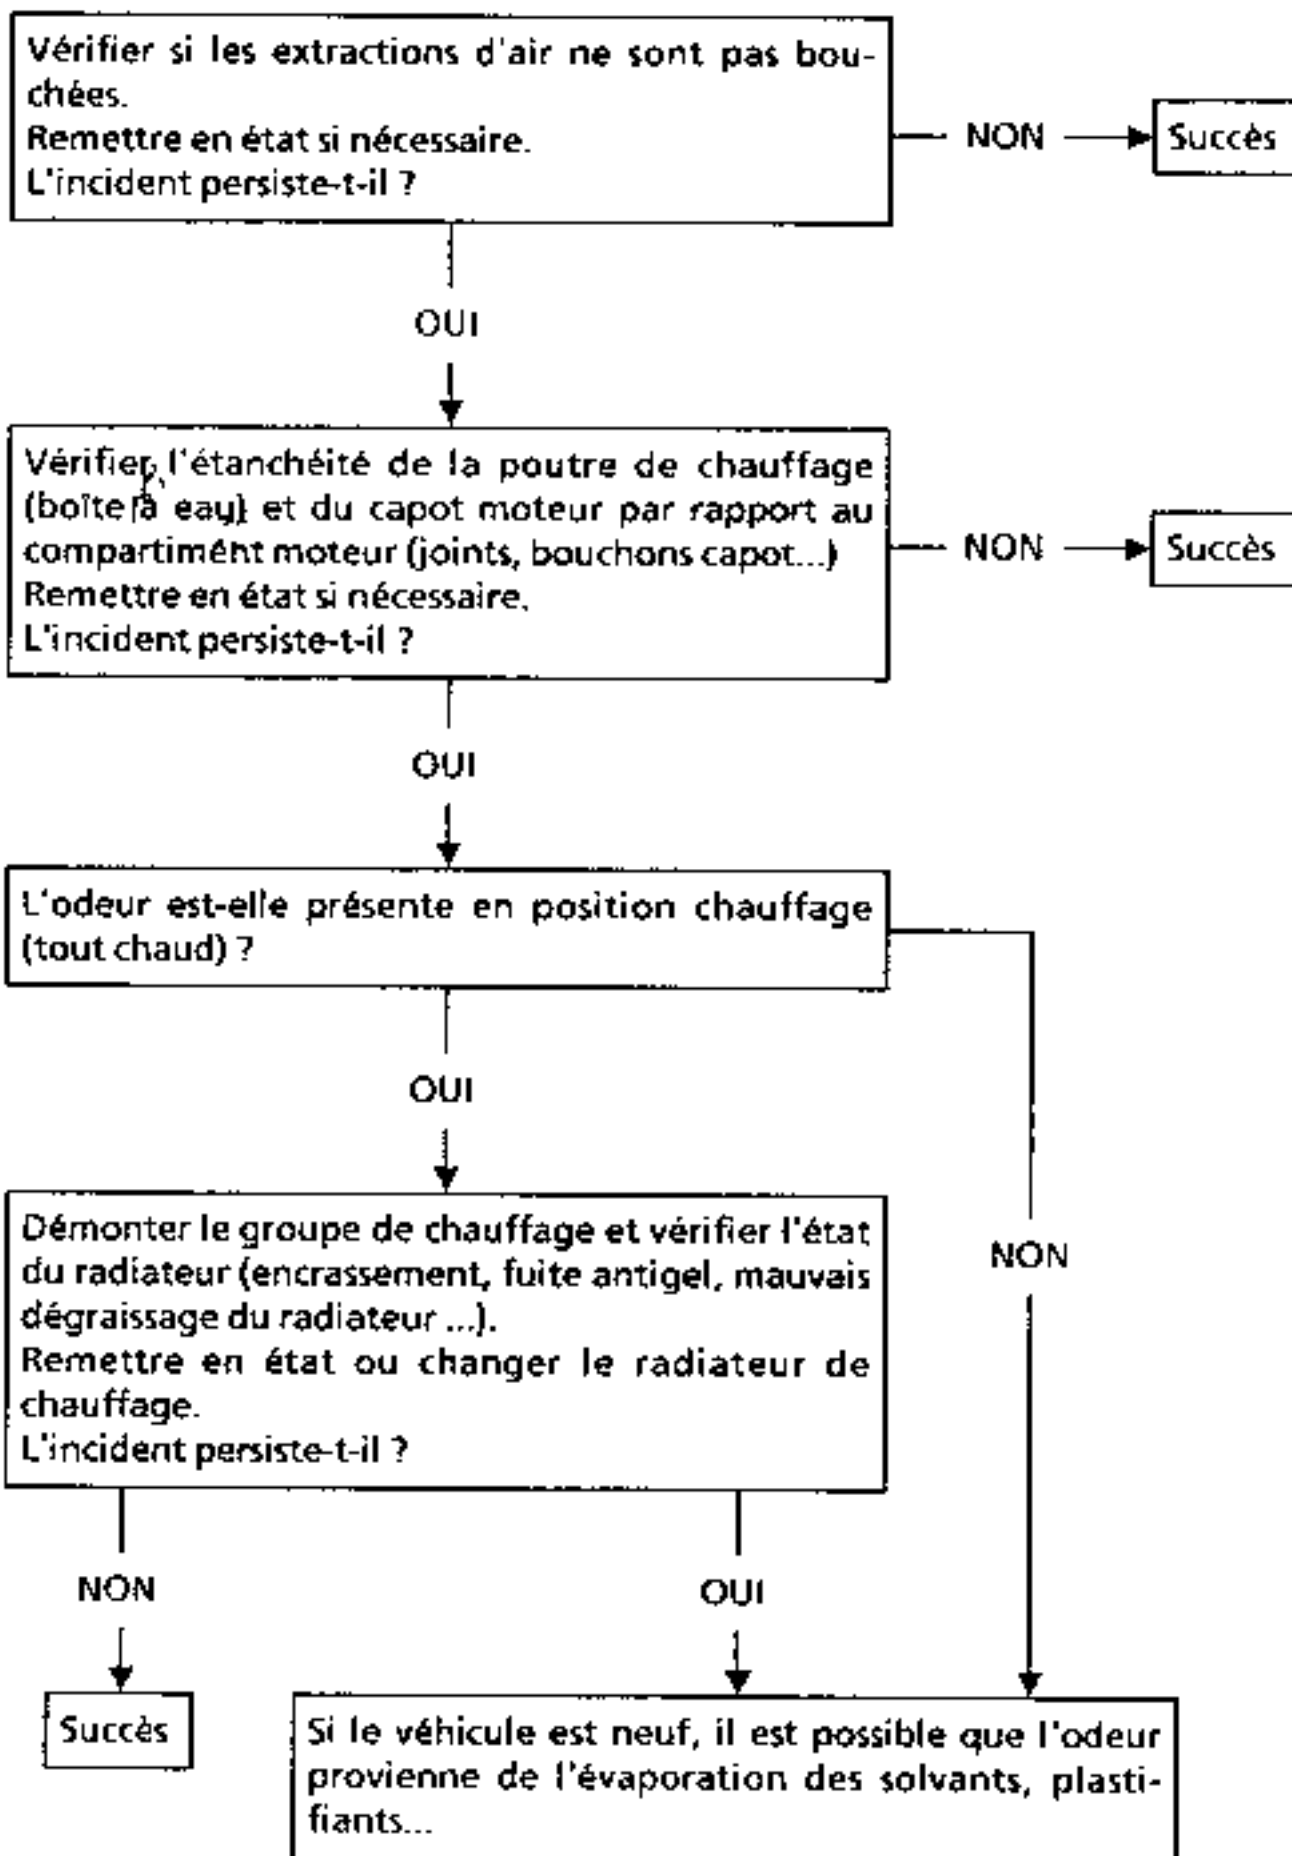 Vérifier si les extractions d'air ne sont pas bou-
chées.
Remettre en état si nécessaire.
L'incident persiste-t-il ?
NON
Succès
OUI
Vérifier l'étanchéité de la poutre de chauffage
(boîte à eau) et du capot moteur par rapport au
compartiment moteur (joints, bouchons capot...)
Remettre en état si nécessaire.
L'incident persiste-t-il ?
NON
Succès
OUI
L'odeur est-elle présente en position chauffage
(tout chaud) ?
OUI
NON
Démonter le groupe de chauffage et vérifier l'état
du radiateur (encrassement, fuite antigel, mauvais
dégraissage du radiateur ...).
Remettre en état ou changer le radiateur de
chauffage.
L'incident persiste-t-il ?
NON
OUI
Succès
Si le véhicule est neuf, il est possible que l'odeur
provienne de l'évaporation des solvants, plasti-
fiants...